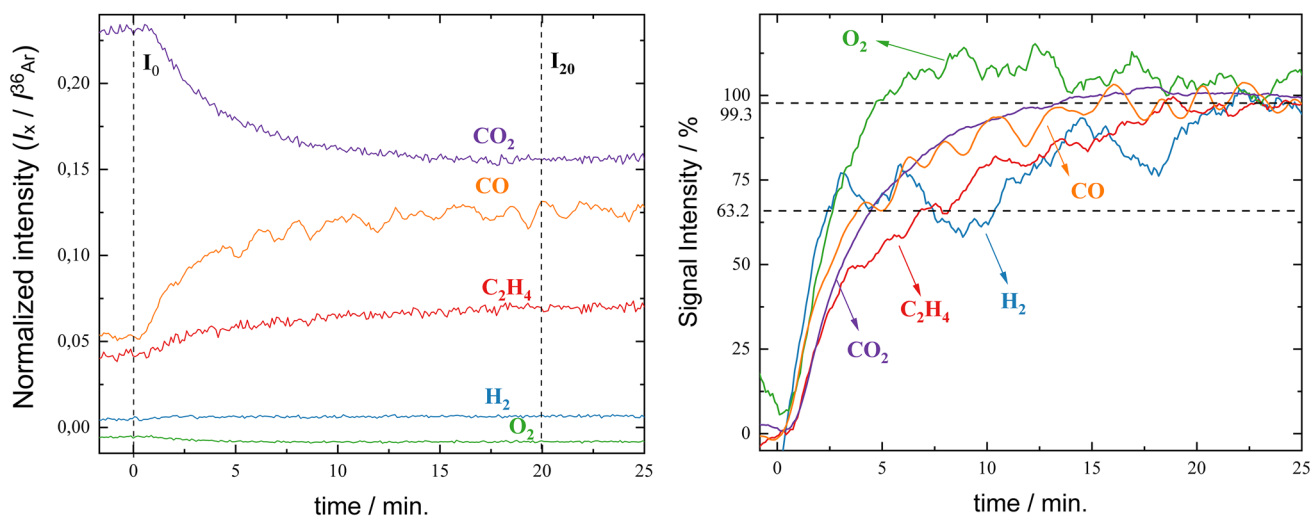 Normalized intensity (Iₓ / I³⁶Ar)
0,20
0,15
0,10
0,05
0,00
I₀
I₂₀
CO₂
CO
C₂H₄
H₂
O₂
0 5 10 15 20 25
time / min.
Signal Intensity / %
100
99.3
75
63.2
50
25
0
O₂
CO
H₂
C₂H₄
CO₂
0 5 10 15 20 25
time / min.